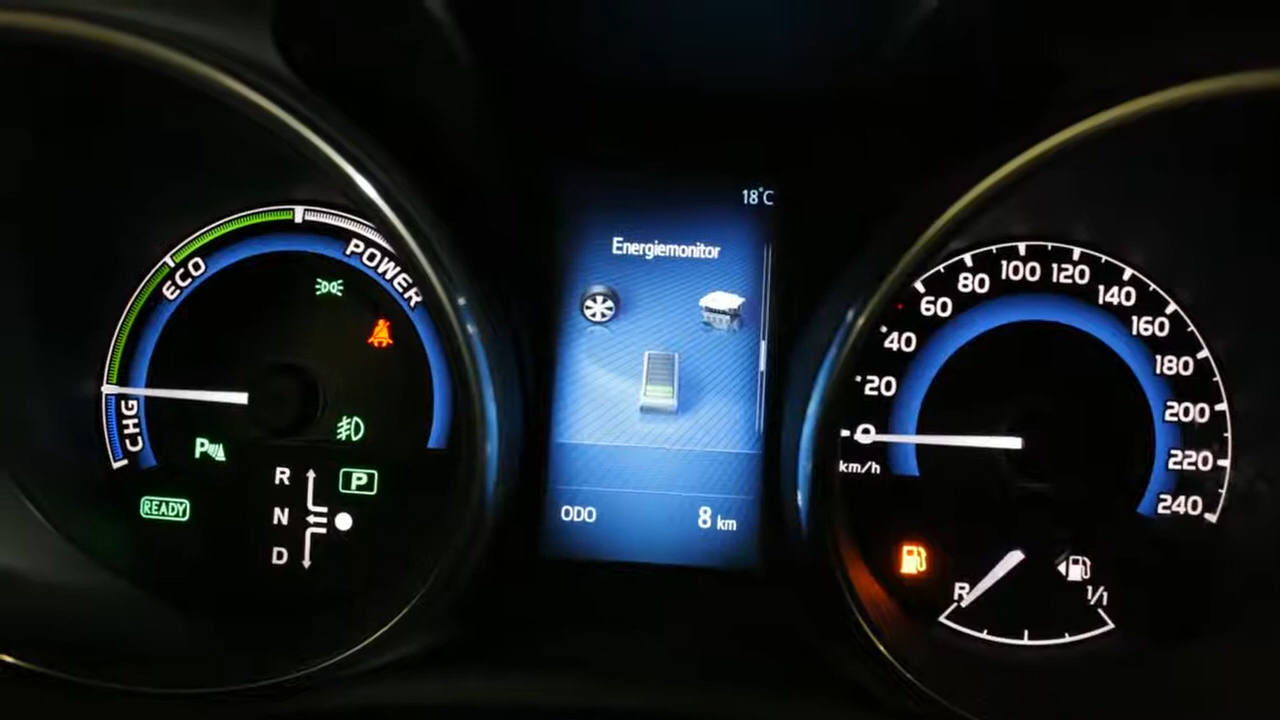 ECO
POWER
CHG
P
READY
R
N
D
P
18°C
Energiemonitor
ODO
8 km
0
20
40
60
80
100
120
140
160
180
200
220
240
km/h
R
1/1